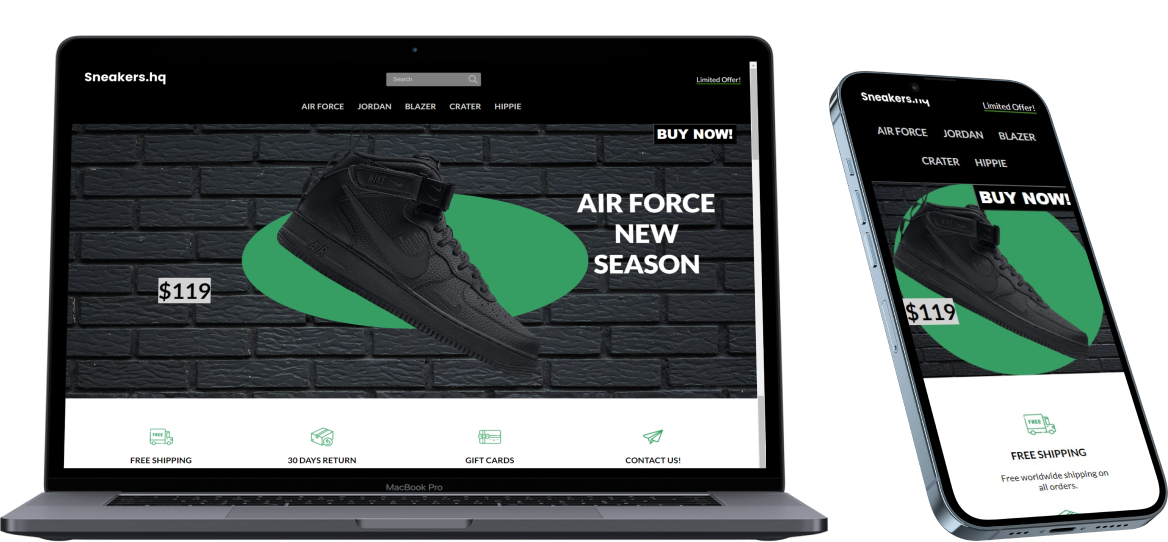 Sneakers.hq
Search
Limited Offer!
AIR FORCE JORDAN BLAZER CRATER HIPPIE
BUY NOW!
NIKE
AIR
AIR FORCE
NEW
SEASON
$119
FREE
FREE SHIPPING 30 DAYS RETURN GIFT CARDS CONTACT US!
MacBook Pro
Sneakers.hq
Limited Offer!
AIR FORCE JORDAN BLAZER
CRATER HIPPIE
BUY NOW!
$119
FREE
FREE SHIPPING
Free worldwide shipping on
all orders.